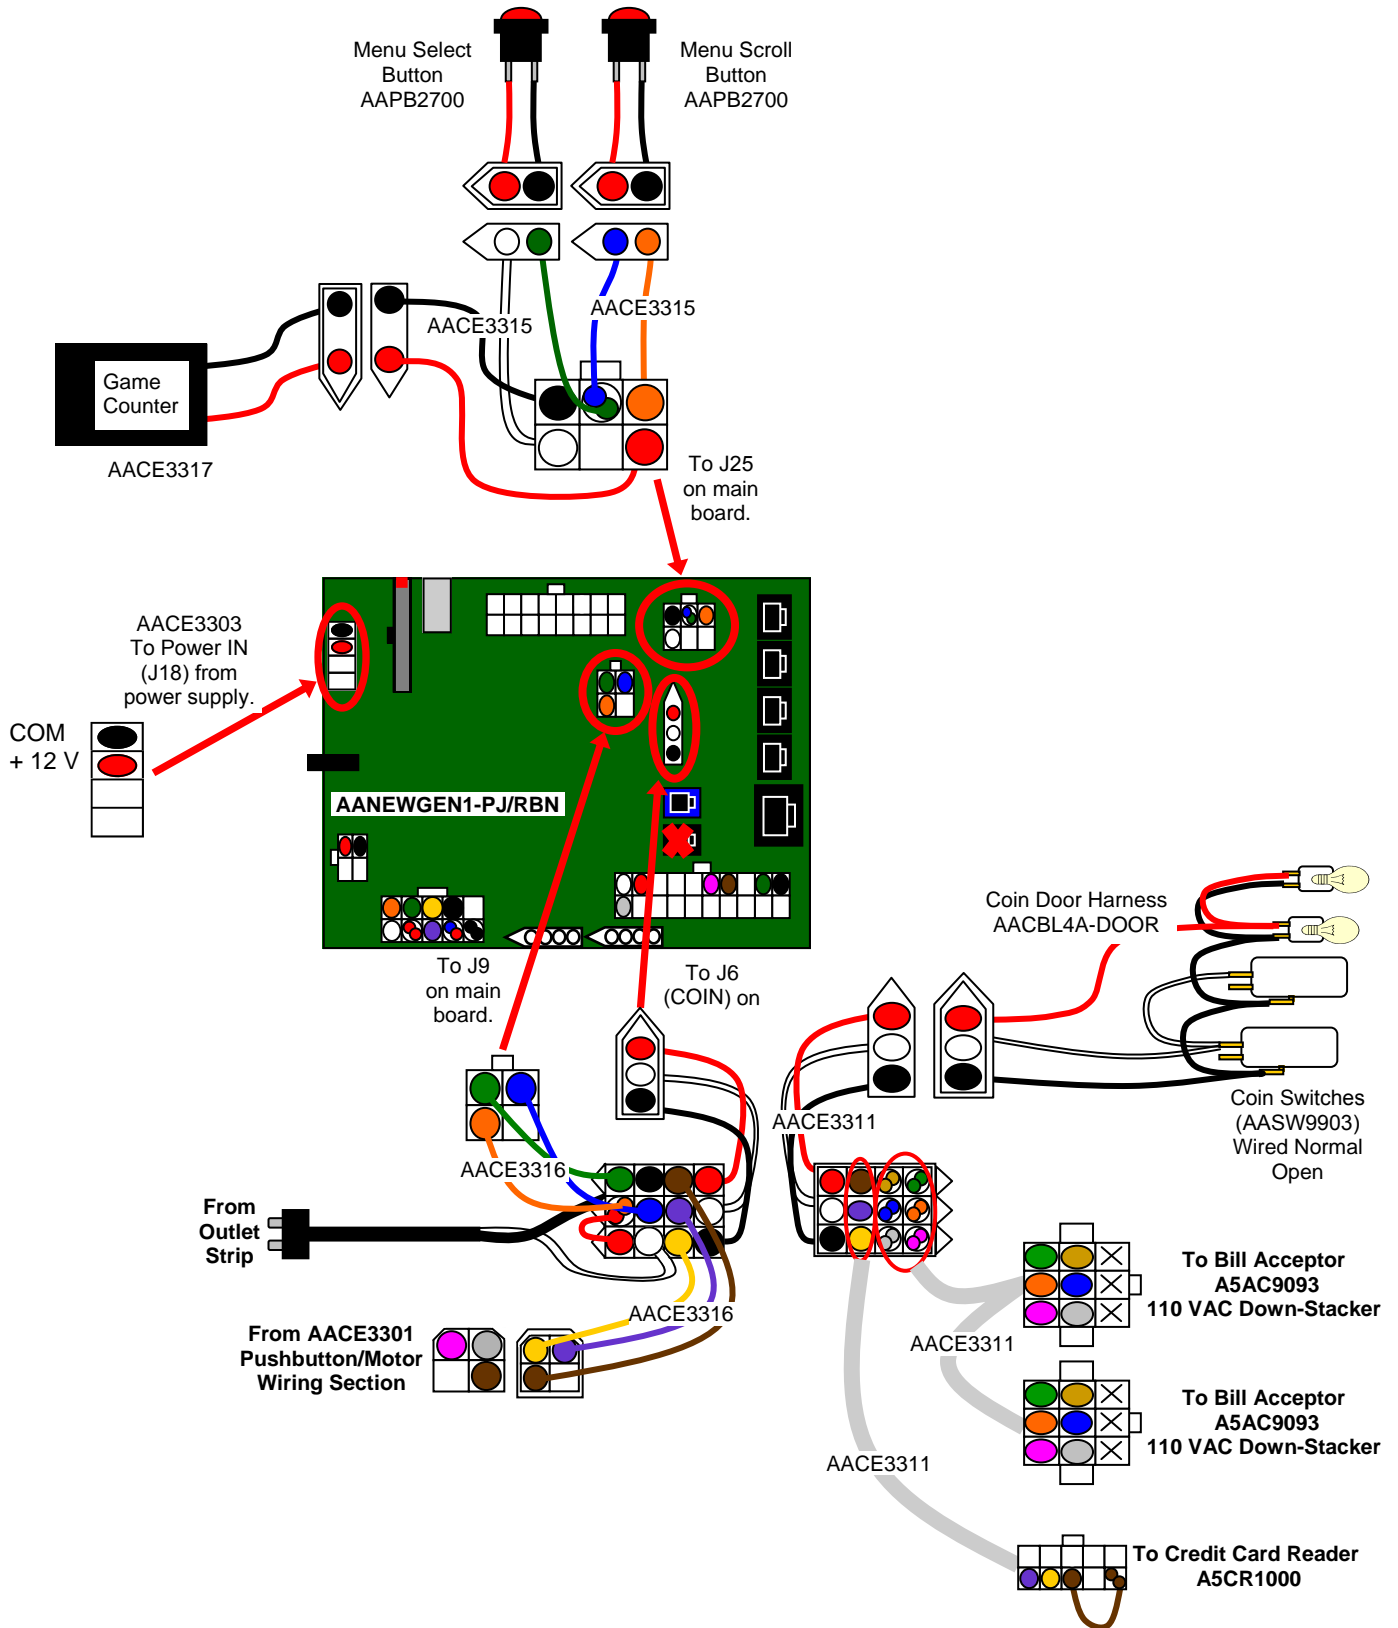 Menu Select
Button
AAPB2700
Menu Scroll
Button
AAPB2700
AACE3315
AACE3315
Game
Counter
AACE3317
To J25
on main
board.
AACE3303
To Power IN
(J18) from
power supply.
COM
+ 12 V
AANEWGEN1-PJ/RBN
Coin Door Harness
AACBL4A-DOOR
To J9
on main
board.
To J6
(COIN) on
Coin Switches
(AASW9903)
Wired Normal
Open
AACE3311
AACE3316
From
Outlet
Strip
AACE3316
From AACE3301
Pushbutton/Motor
Wiring Section
To Bill Acceptor
A5AC9093
110 VAC Down-Stacker
AACE3311
To Bill Acceptor
A5AC9093
110 VAC Down-Stacker
AACE3311
To Credit Card Reader
A5CR1000